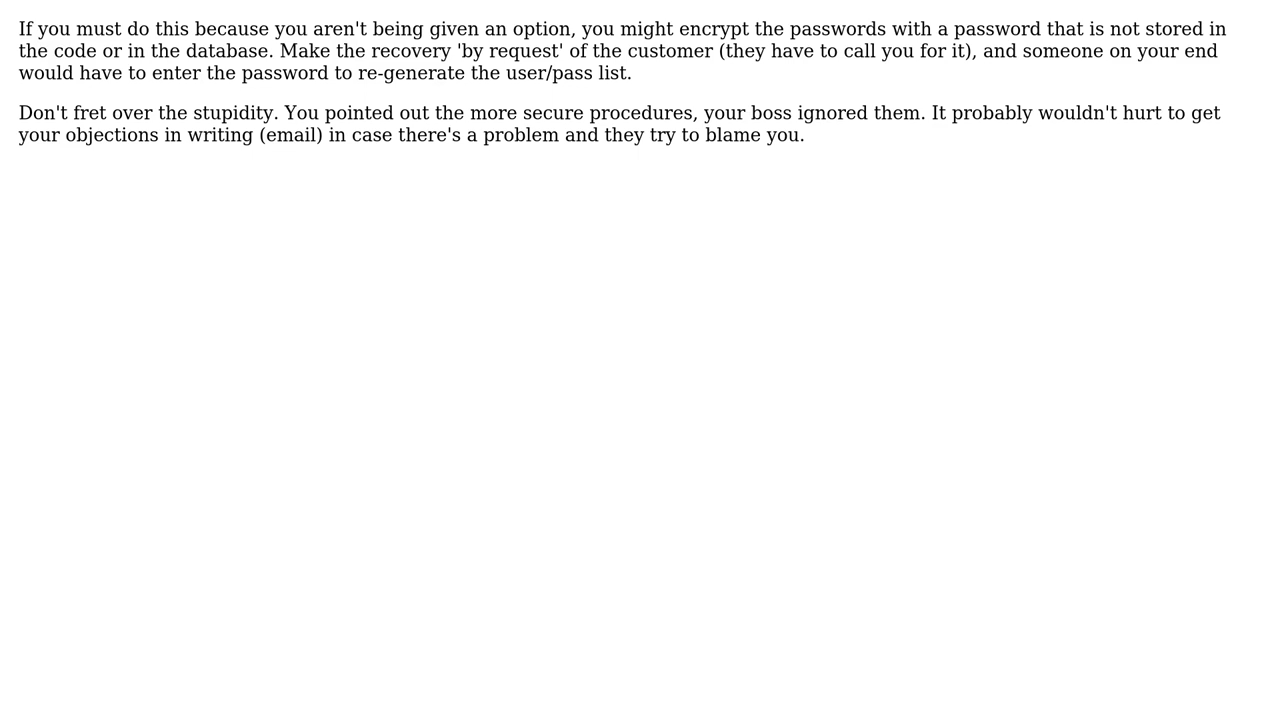 If you must do this because you aren't being given an option, you might encrypt the passwords with a password that is not stored in
the code or in the database. Make the recovery 'by request' of the customer (they have to call you for it), and someone on your end
would have to enter the password to re-generate the user/pass list.
Don't fret over the stupidity. You pointed out the more secure procedures, your boss ignored them. It probably wouldn't hurt to get
your objections in writing (email) in case there's a problem and they try to blame you.